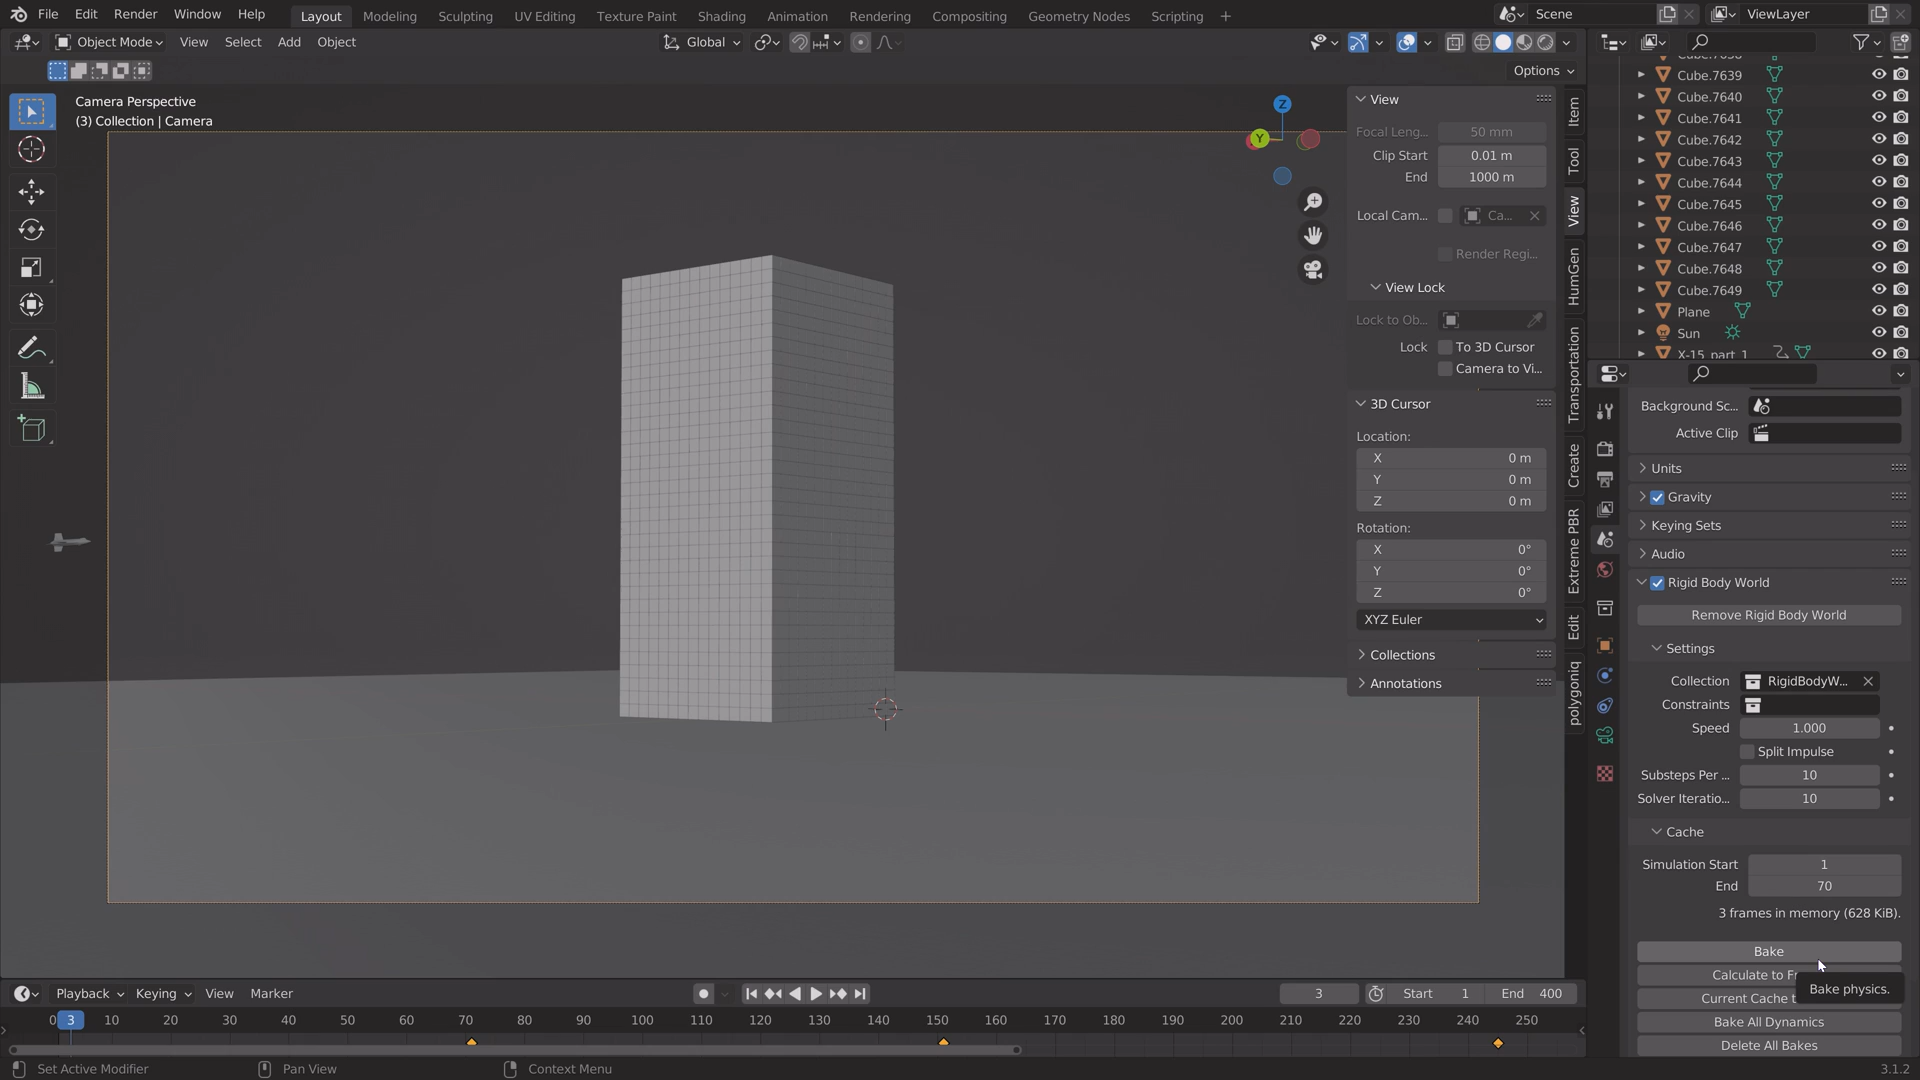 File Edit Render Window Help Layout Modeling Sculpting UV Editing Texture Paint Shading Animation Rendering Compositing Geometry Nodes Scripting + Scene ViewLayer
Object Mode View Select Add Object Global
Options
Camera Perspective
(3) Collection | Camera
Z
Y
View
Focal Leng... 50 mm
Clip Start 0.01 m
End 1000 m
Local Cam... Ca...
Render Regi...
View Lock
Lock to Ob...
Lock To 3D Cursor
Camera to Vi...
3D Cursor
Location:
X 0 m
Y 0 m
Z 0 m
Rotation:
X 0°
Y 0°
Z 0°
XYZ Euler
Collections
Annotations
Item
Tool
View
HumGen
Transportation
Create
Extreme PBR
Edit
polygoniq
Cube.7639
Cube.7640
Cube.7641
Cube.7642
Cube.7643
Cube.7644
Cube.7645
Cube.7646
Cube.7647
Cube.7648
Cube.7649
Plane
Sun
X-15 part 1
Background Sc...
Active Clip
Units
Gravity
Keying Sets
Audio
Rigid Body World
Remove Rigid Body World
Settings
Collection RigidBodyW...
Constraints
Speed 1.000
Split Impulse
Substeps Per ... 10
Solver Iteratio... 10
Cache
Simulation Start 1
End 70
3 frames in memory (628 KiB).
Bake
Calculate to Fr
Bake physics.
Current Cache t
Bake All Dynamics
Delete All Bakes
Playback Keying View Marker 3 Start 1 End 400
0 3 10 20 30 40 50 60 70 80 90 100 110 120 130 140 150 160 170 180 190 200 210 220 230 240 250
Set Active Modifier Pan View Context Menu 3.1.2